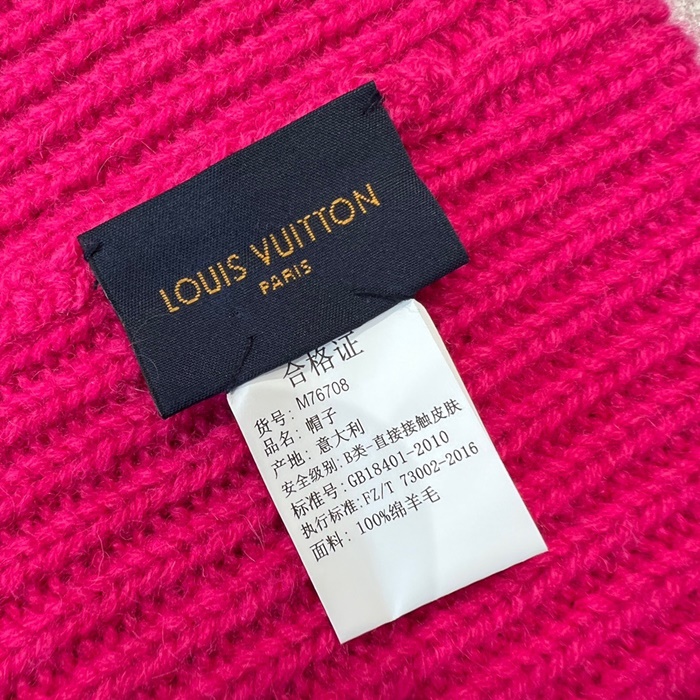 LOUIS VUITTON
PARIS
合格证
货号: M76708
品名: 帽子
产地: 意大利
安全级别: B类-直接接触皮肤
标准号: GB18401-2010
执行标准: FZ/T 73002-2016
面料: 100%绵羊毛